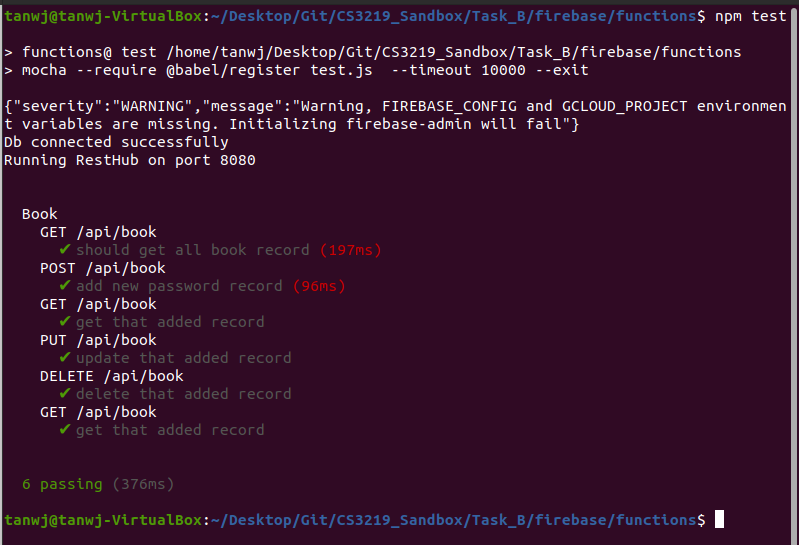 tanwj@tanwj-VirtualBox:~/Desktop/Git/CS3219_Sandbox/Task_B/firebase/functions$ npm test
> functions@ test /home/tanwj/Desktop/Git/CS3219_Sandbox/Task_B/firebase/functions
> mocha --require @babel/register test.js  --timeout 10000 --exit
{"severity":"WARNING","message":"Warning, FIREBASE_CONFIG and GCLOUD_PROJECT environmen
t variables are missing. Initializing firebase-admin will fail"}
Db connected successfully
Running RestHub on port 8080
Book
GET /api/book
✔ should get all book record (197ms)
POST /api/book
✔ add new password record (96ms)
GET /api/book
✔ get that added record
PUT /api/book
✔ update that added record
DELETE /api/book
✔ delete that added record
GET /api/book
✔ get that added record
6 passing (376ms)
tanwj@tanwj-VirtualBox:~/Desktop/Git/CS3219_Sandbox/Task_B/firebase/functions$